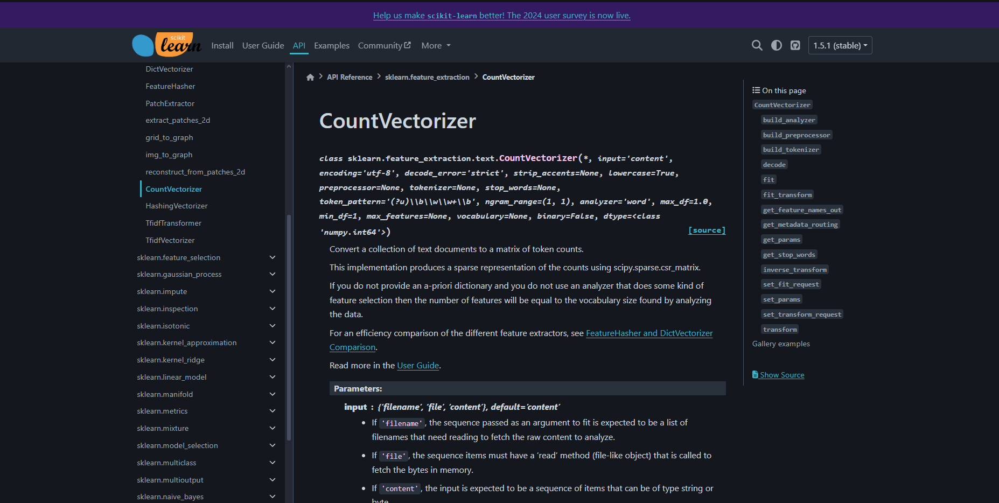 Help us make scikit-learn better! The 2024 user survey is now live.
scikit
learn
Install
User Guide
API
Examples
Community
More
1.5.1 (stable)
DictVectorizer
FeatureHasher
PatchExtractor
extract_patches_2d
grid_to_graph
img_to_graph
reconstruct_from_patches_2d
CountVectorizer
HashingVectorizer
TfidfTransformer
TfidfVectorizer
sklearn.feature_selection
sklearn.gaussian_process
sklearn.impute
sklearn.inspection
sklearn.isotonic
sklearn.kernel_approximation
sklearn.kernel_ridge
sklearn.linear_model
sklearn.manifold
sklearn.metrics
sklearn.mixture
sklearn.model_selection
sklearn.multiclass
sklearn.multioutput
sklearn.naive_bayes
API Reference > sklearn.feature_extraction > CountVectorizer
CountVectorizer
class sklearn.feature_extraction.text.CountVectorizer(*, input='content',
encoding='utf-8', decode_error='strict', strip_accents=None, lowercase=True,
preprocessor=None, tokenizer=None, stop_words=None,
token_pattern='(?u)\\b\\w\\w+\\b', ngram_range=(1, 1), analyzer='word', max_df=1.0,
min_df=1, max_features=None, vocabulary=None, binary=False, dtype=<class
'numpy.int64'>)
[source]
Convert a collection of text documents to a matrix of token counts.
This implementation produces a sparse representation of the counts using scipy.sparse.csr_matrix.
If you do not provide an a-priori dictionary and you do not use an analyzer that does some kind of
feature selection then the number of features will be equal to the vocabulary size found by analyzing
the data.
For an efficiency comparison of the different feature extractors, see FeatureHasher and DictVectorizer
Comparison.
Read more in the User Guide.
Parameters:
input : {'filename', 'file', 'content'}, default='content'
• If 'filename', the sequence passed as an argument to fit is expected to be a list of
filenames that need reading to fetch the raw content to analyze.
• If 'file', the sequence items must have a 'read' method (file-like object) that is called to
fetch the bytes in memory.
• If 'content', the input is expected to be a sequence of items that can be of type string or
byte.
On this page
CountVectorizer
build_analyzer
build_preprocessor
build_tokenizer
decode
fit
fit_transform
get_feature_names_out
get_metadata_routing
get_params
get_stop_words
inverse_transform
set_fit_request
set_params
set_transform_request
transform
Gallery examples
Show Source